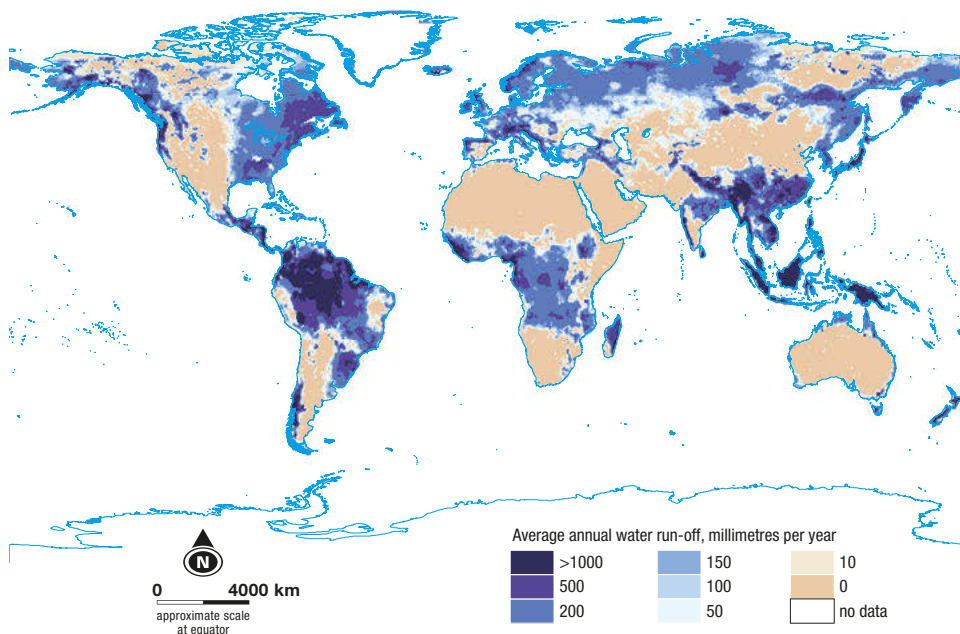 N
0 4000 km
approximate scale
at equator
Average annual water run-off, millimetres per year
>1000 150 10
500 100 0
200 50 no data